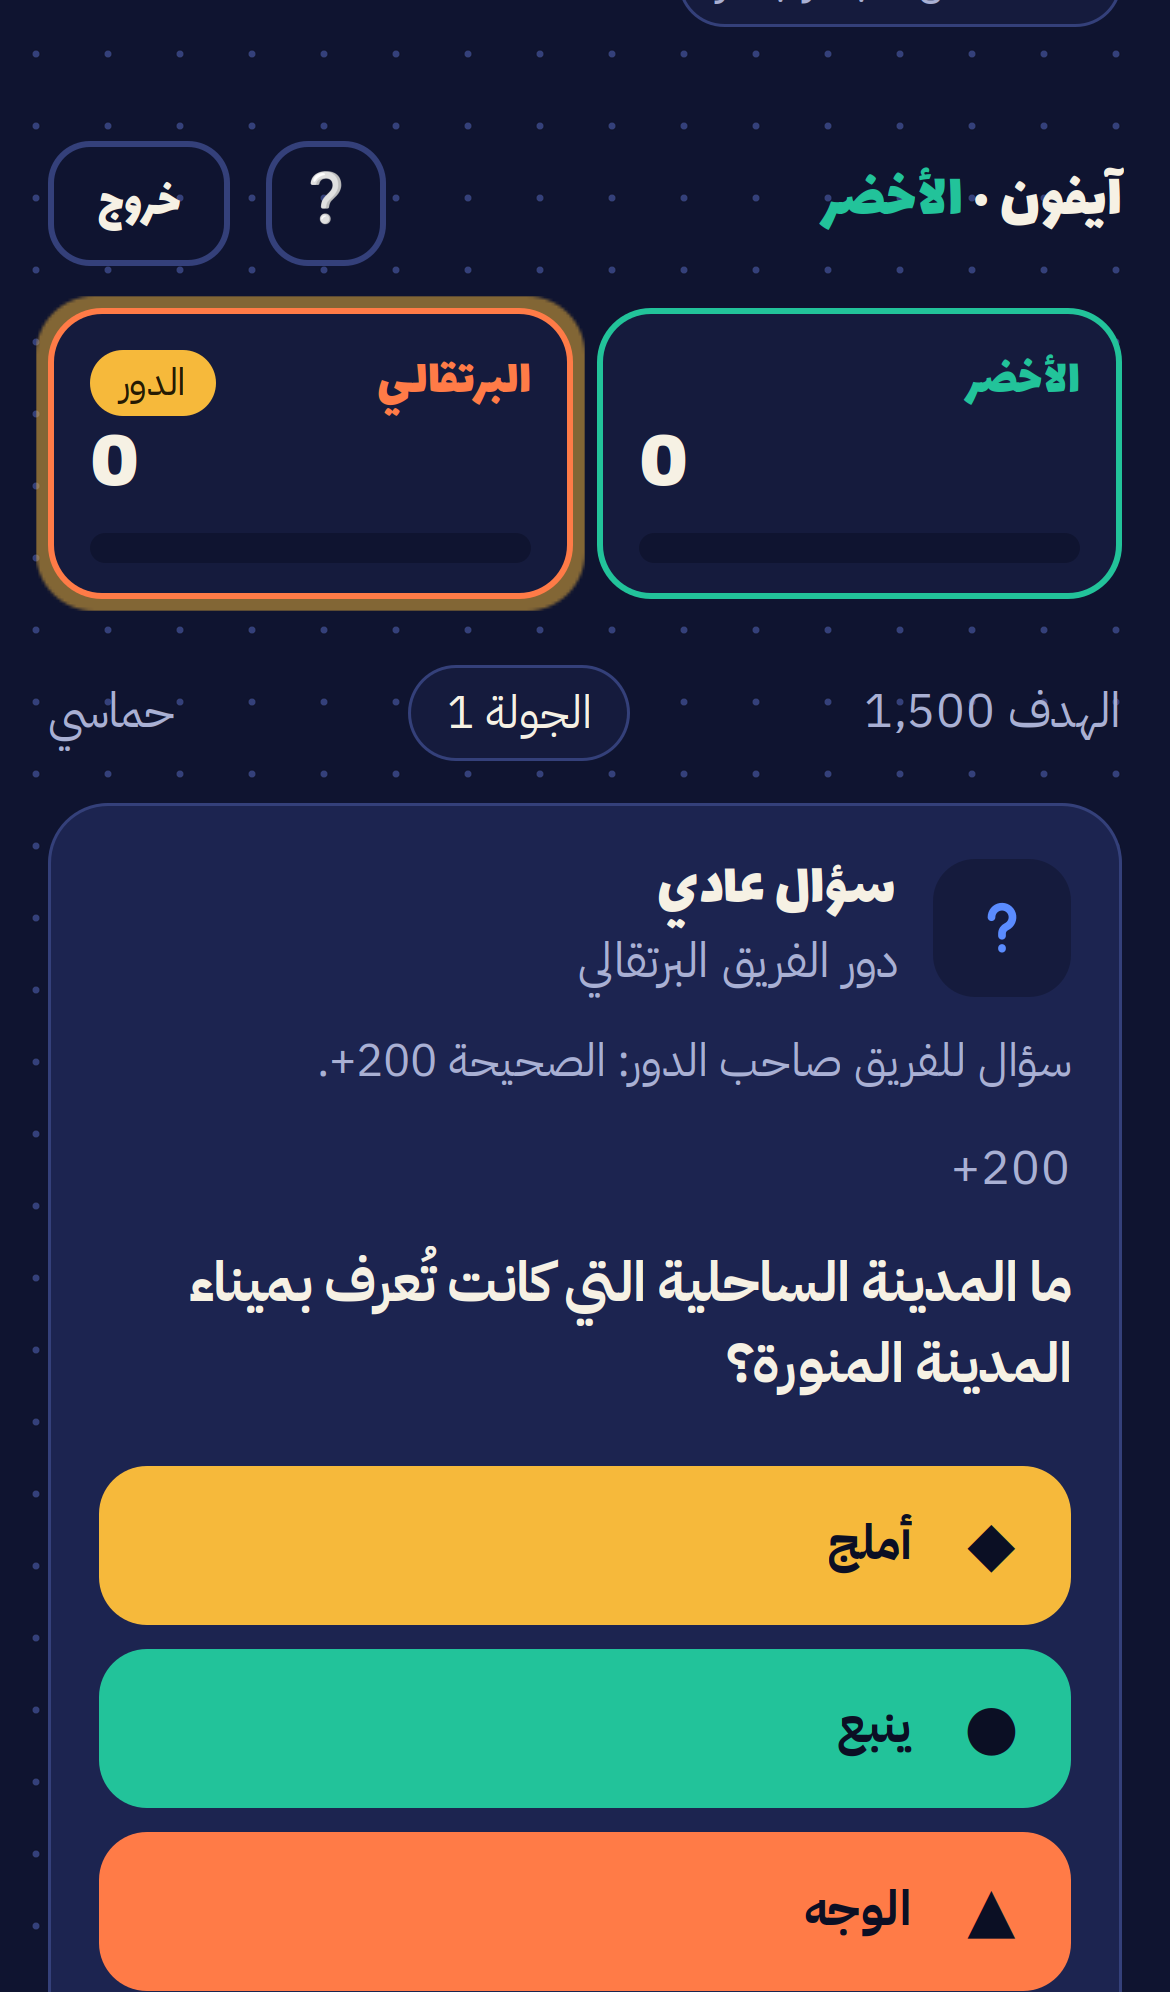 آيفون · الأخضر
?
خروج
الأخضر
0
البرتقالي
الدور
0
الهدف 1,500
الجولة 1
حماسي
?
سؤال عادي
دور الفريق البرتقالي
سؤال للفريق صاحب الدور: الصحيحة 200+.
+200
ما المدينة الساحلية التي كانت تُعرف بميناء
المدينة المنورة؟
أملج
ينبع
الوجه